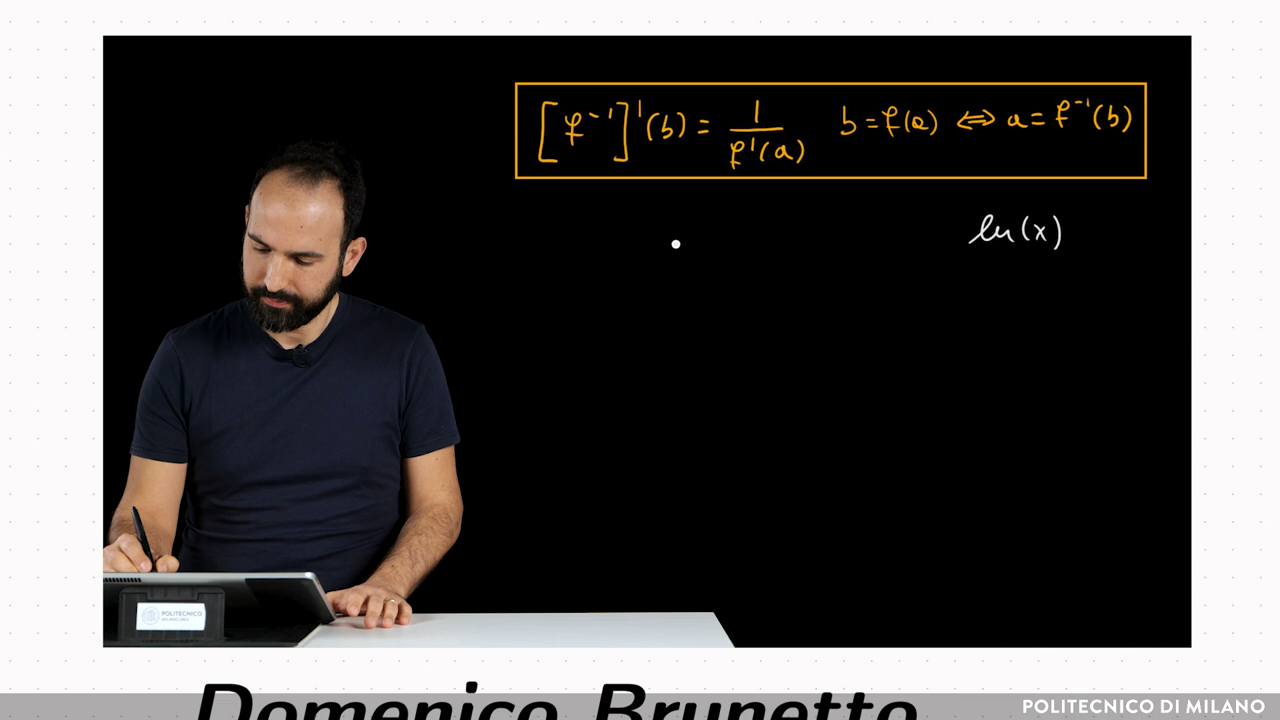 [f⁻¹]'(b) = 1/f'(a) b = f(a) ⇔ a = f⁻¹(b)
ln(x)
POLITECNICO
Domenico Brunetto
POLITECNICO DI MILANO